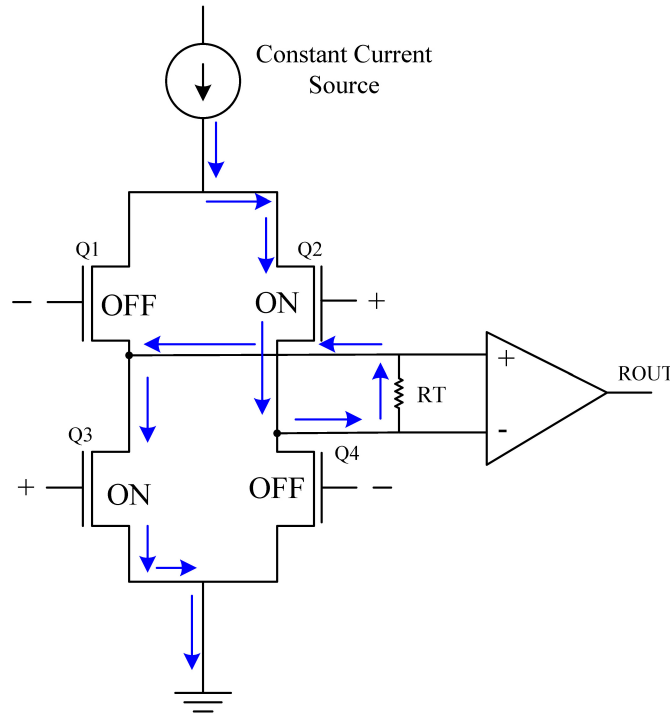 Constant Current
Source
Q1
Q2
− OFF
ON +
+
RT
ROUT
-
Q3
Q4
+ ON
OFF −